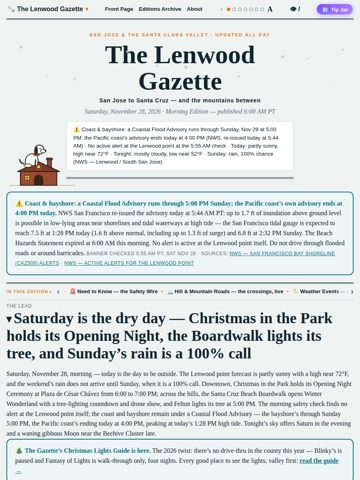 The Lenwood Gazette ♥
Front Page Editions Archive About A A 👁 / Tip Jar
SAN JOSE & THE SANTA CLARA VALLEY · UPDATED ALL DAY
The Lenwood
Gazette
San Jose to Santa Cruz — and the mountains between
Saturday, November 28, 2026 · Morning Edition — published 6:00 AM PT
⚠️ Coast & bayshore: a Coastal Flood Advisory runs through Sunday, Nov 29 at 5:00
PM; the Pacific coast's advisory ends today at 4:00 PM (NWS, re-issued today at 5:44
AM) · No active alert at the Lenwood point at the 5:55 AM check · Today: partly sunny,
high near 72°F · Tonight: mostly cloudy, low near 52°F · Sunday: rain, 100% chance
(NWS — Lenwood / South San Jose)
⚠️ Coast & bayshore: a Coastal Flood Advisory runs through 5:00 PM Sunday; the Pacific coast's own ends at
4:00 PM today. NWS San Francisco re-issued the advisory today at 5:44 AM PT: up to 1.7 ft of inundation above ground level
is possible in low-lying areas near shorelines and tidal waterways at high tide — the San Francisco tidal gauge is expected to
reach 7.5 ft at 1:28 PM today (1.6 ft above normal, including up to 1.3 ft of surge) and 6.8 ft at 2:32 PM Sunday. The Beach
Hazards Statement expired at 6:00 AM this morning. No alert is active at the Lenwood point itself. Do not drive through flooded
roads or around barricades. BANNER CHECKED 5:55 AM PT, SAT NOV 28 · SOURCES: NWS — SAN FRANCISCO BAY SHORELINE
(CAZ508) ALERTS · NWS — ACTIVE ALERTS FOR THE LENWOOD POINT
IN THIS EDITION ▸ ‹ 🚨 Need to Know — the Safety Wire • Hill & Mountain Roads — the crossings, live • Weather Events — ›
THE LEAD
▾Saturday is the dry day — Christmas in the Park
holds its Opening Night, the Boardwalk lights its
tree, and Sunday's rain is a 100% call
Saturday, November 28, morning — today is the day to be outside. The Lenwood point forecast is partly sunny with a high near 72°F,
and the weekend's rain does not arrive until Sunday, when it is a 100% call. Downtown, Christmas in the Park holds its Opening Night
Ceremony at Plaza de César Chávez from 6:00 to 7:00 PM; across the hills, the Santa Cruz Beach Boardwalk opens Winter
Wonderland with a tree-lighting countdown and drone show, and Felton lights its tree at 5:00 PM. The morning safety check finds no
alert at the Lenwood point itself; the coast and bayshore remain under a Coastal Flood Advisory — the bayshore's through Sunday
5:00 PM, the Pacific coast's ending today at 4:00 PM, peaking at today's 1:28 PM high tide. Tonight's sky offers Saturn in the evening
and a waning gibbous Moon near the Beehive Cluster late.
🎄 The Gazette's Christmas Lights Guide is here. The 2026 twist: there's no drive-thru in the county this year — Blinky's is
paused and Fantasy of Lights is walk-through only, four nights. Every good place to see the lights, valley first: read the guide
→